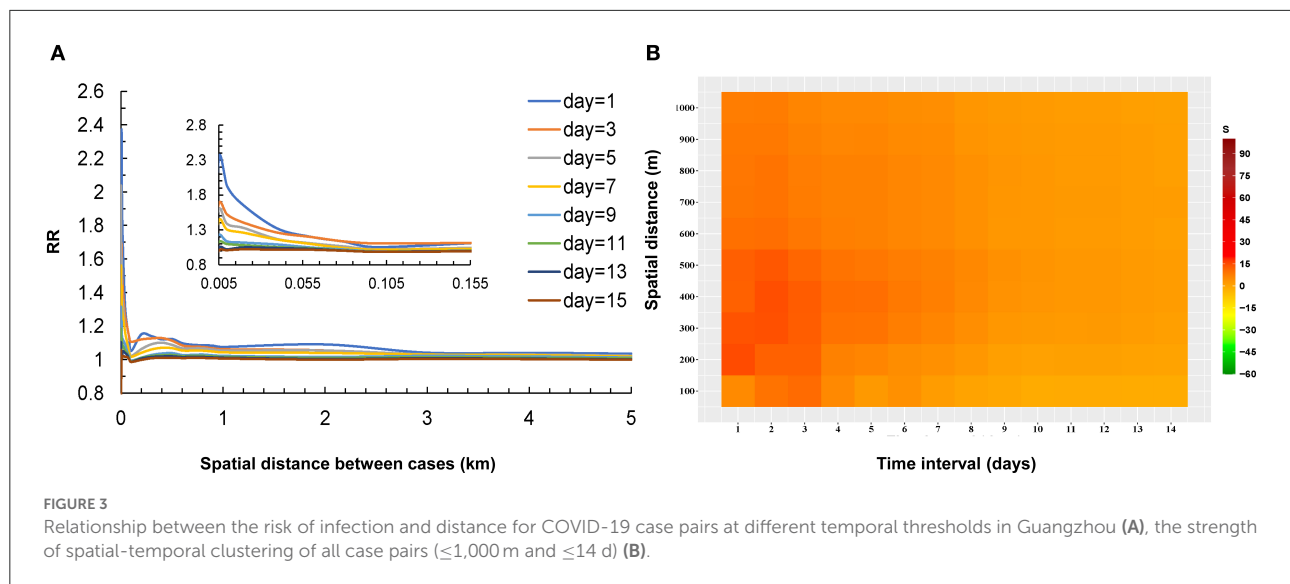 A
B
RR
2.6
2.4
2.2
2
1.8
1.6
1.4
1.2
1
0.8
0
1
2
3
4
5
2.8
2.3
1.8
1.3
0.8
0.005
0.055
0.105
0.155
day=1
day=3
day=5
day=7
day=9
day=11
day=13
day=15
Spatial distance between cases (km)
Spatial distance (m)
1000
900
800
700
600
500
400
300
200
100
1 2 3 4 5 6 7 8 9 10 11 12 13 14
Time interval (days)
S
90
75
60
45
30
15
0
−15
−30
−45
−60
FIGURE 3
Relationship between the risk of infection and distance for COVID-19 case pairs at different temporal thresholds in Guangzhou (A), the strength
of spatial-temporal clustering of all case pairs (≤1,000 m and ≤14 d) (B).